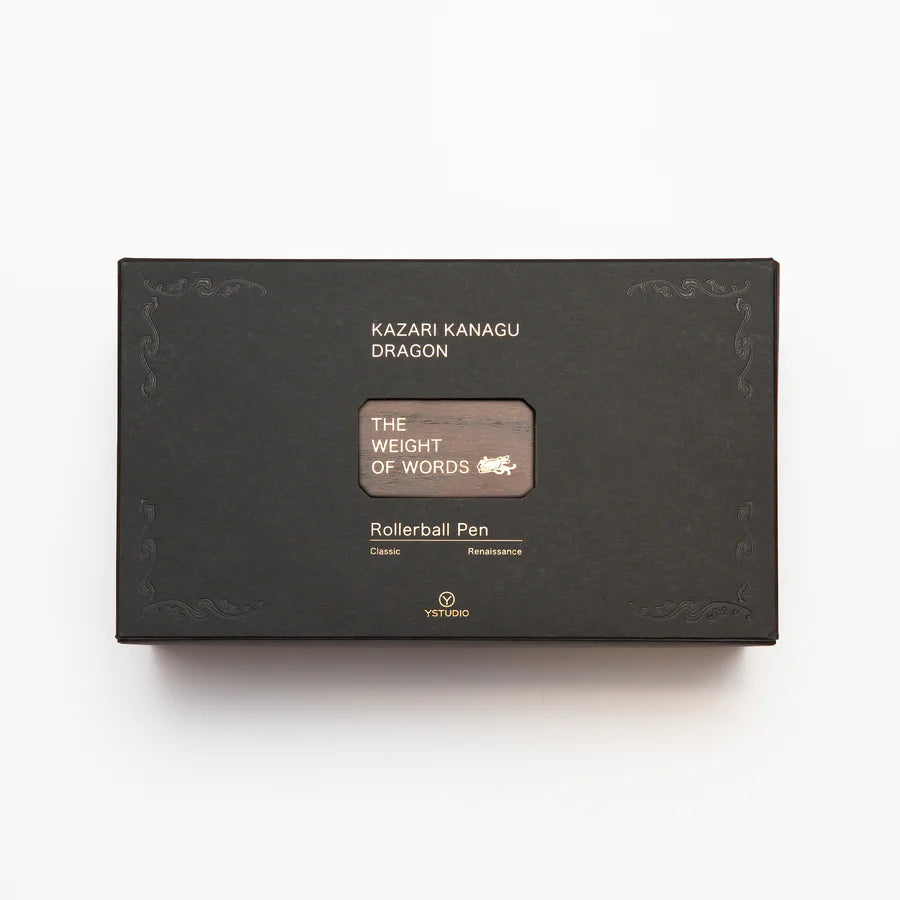 KAZARI KANAGU
DRAGON
THE
WEIGHT
OF WORDS
Rollerball Pen
Classic Renaissance
Y
YSTUDIO